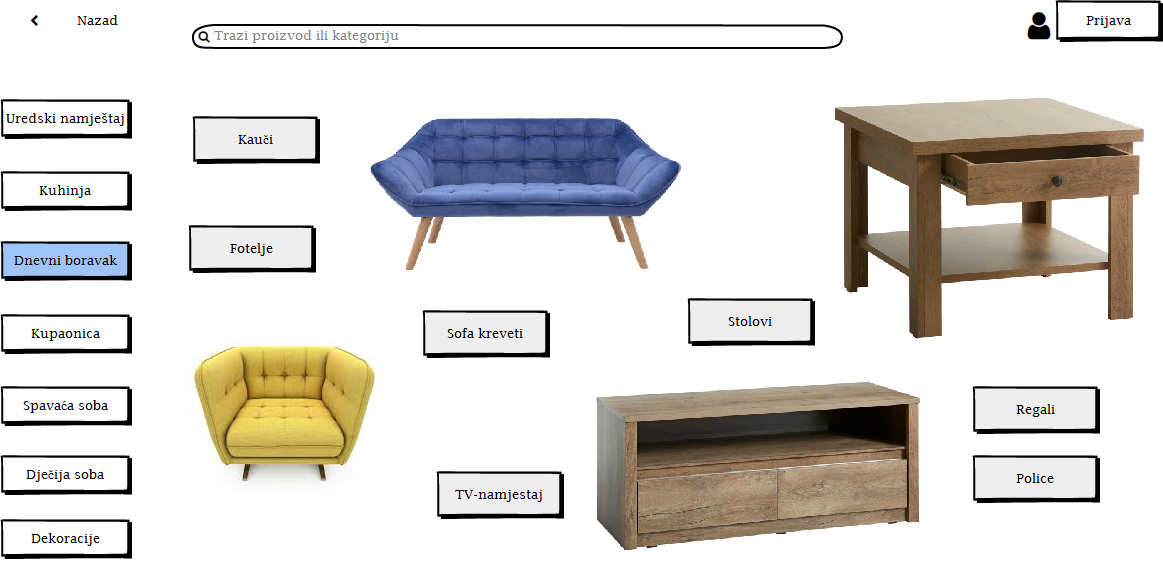 Nazad
Prijava
Trazi proizvod ili kategoriju
Uredski namještaj
Kauči
Kuhinja
Fotelje
Dnevni boravak
Sofa kreveti
Stolovi
Kupaonica
Spavaća soba
Regali
Dječija soba
TV-namjestaj
Police
Dekoracije